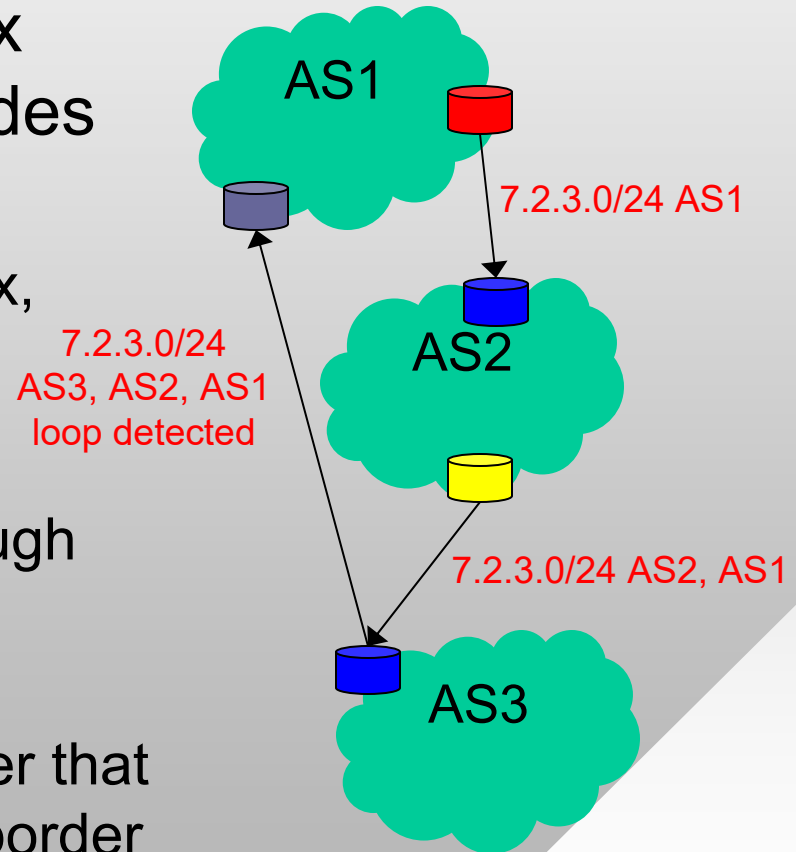 x
des
x,
ugh
er that
border
AS1
7.2.3.0/24 AS1
7.2.3.0/24
AS3, AS2, AS1
loop detected
AS2
7.2.3.0/24 AS2, AS1
AS3